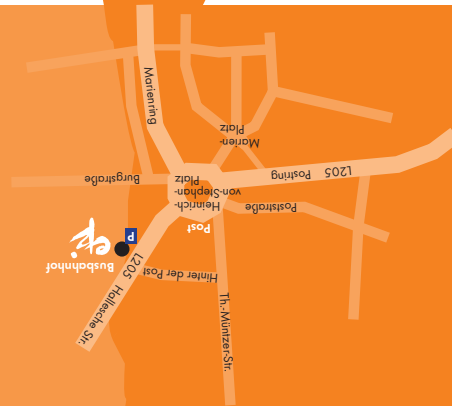 Marienring
Marien-
Platz
L205
Postring
Burgstraße
Heinrich-
von-Stephan-
Platz
Poststraße
Post
P
Busbahnhof
L205
Hallesche Str.
Hinter der Post
Th.-Müntzer-Str.